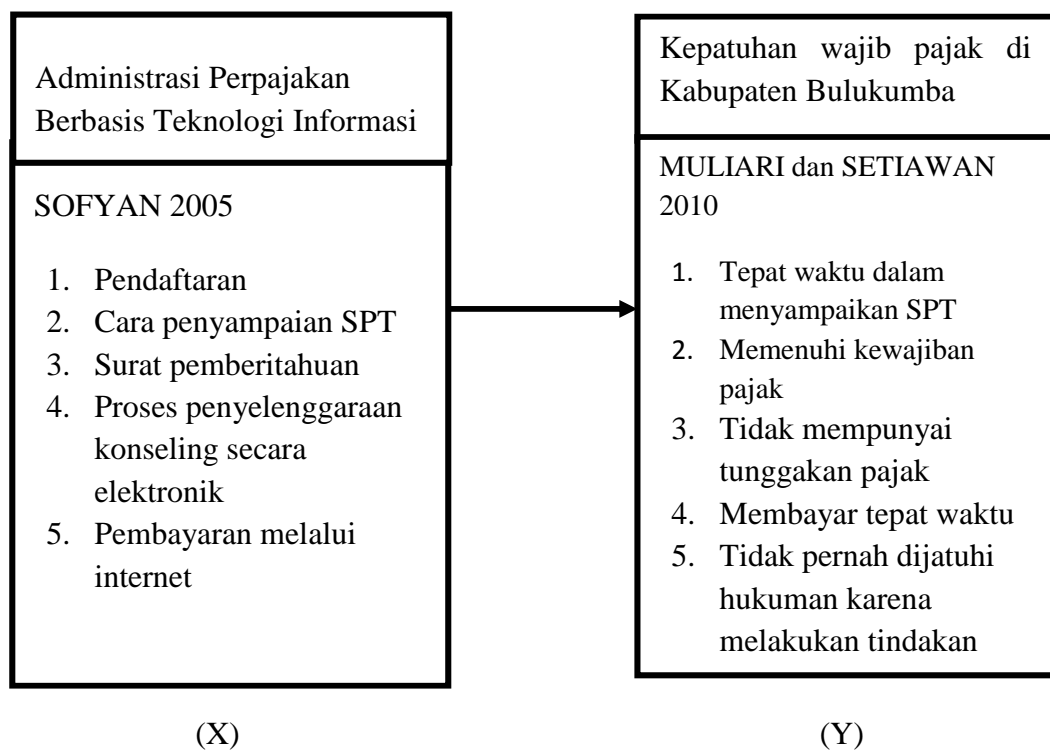 Administrasi Perpajakan
Berbasis Teknologi Informasi
SOFYAN 2005
1. Pendaftaran
2. Cara penyampaian SPT
3. Surat pemberitahuan
4. Proses penyelenggaraan
konseling secara
elektronik
5. Pembayaran melalui
internet
(X)
Kepatuhan wajib pajak di
Kabupaten Bulukumba
MULIARI dan SETIAWAN
2010
1. Tepat waktu dalam
menyampaikan SPT
2. Memenuhi kewajiban
pajak
3. Tidak mempunyai
tunggakan pajak
4. Membayar tepat waktu
5. Tidak pernah dijatuhi
hukuman karena
melakukan tindakan
(Y)